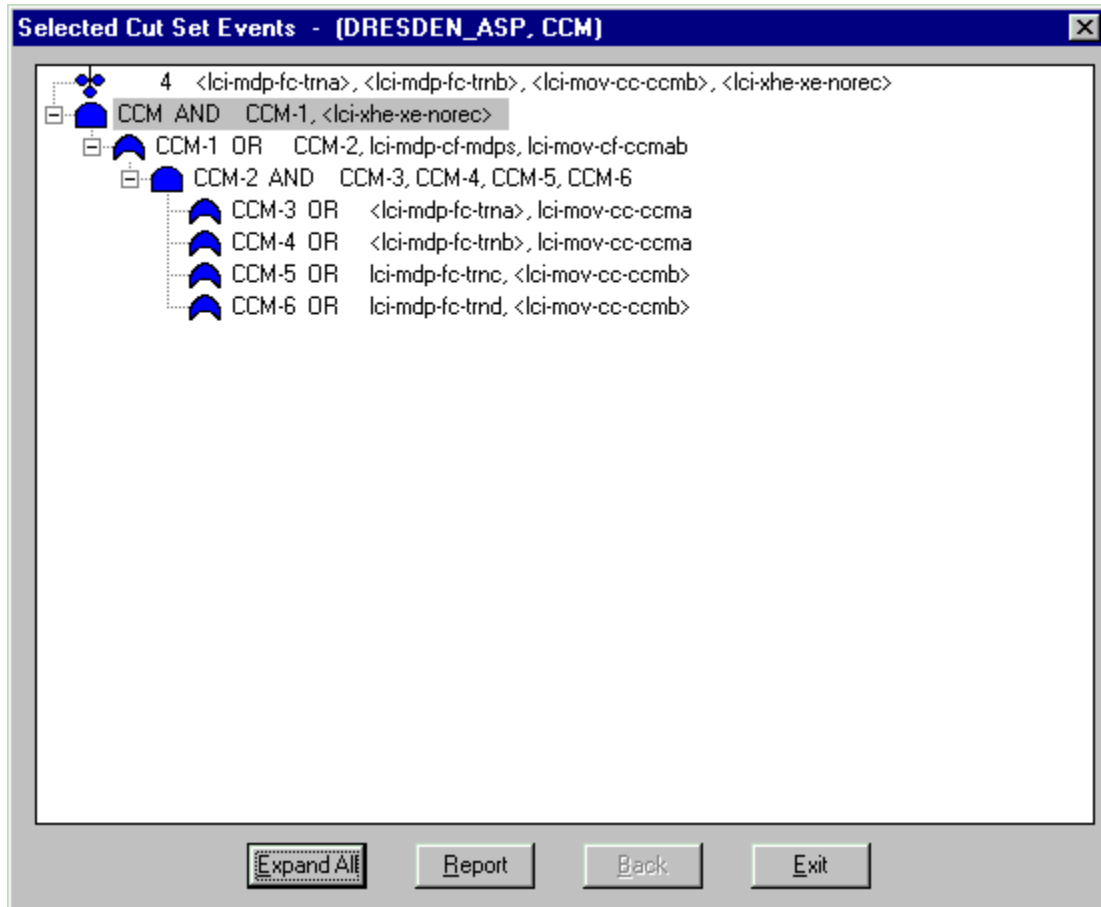 Selected Cut Set Events - (DRESDEN_ASP, CCM)
4 <lci-mdp-fc-trna>, <lci-mdp-fc-trnb>, <lci-mov-cc-ccmb>, <lci-xhe-xe-norec>
CCM AND CCM-1, <lci-xhe-xe-norec>
CCM-1 OR CCM-2, lci-mdp-cf-mdps, lci-mov-cf-ccmab
CCM-2 AND CCM-3, CCM-4, CCM-5, CCM-6
CCM-3 OR <lci-mdp-fc-trna>, lci-mov-cc-ccma
CCM-4 OR <lci-mdp-fc-trnb>, lci-mov-cc-ccma
CCM-5 OR lci-mdp-fc-trnc, <lci-mov-cc-ccmb>
CCM-6 OR lci-mdp-fc-trnd, <lci-mov-cc-ccmb>
Expand All Report Back Exit